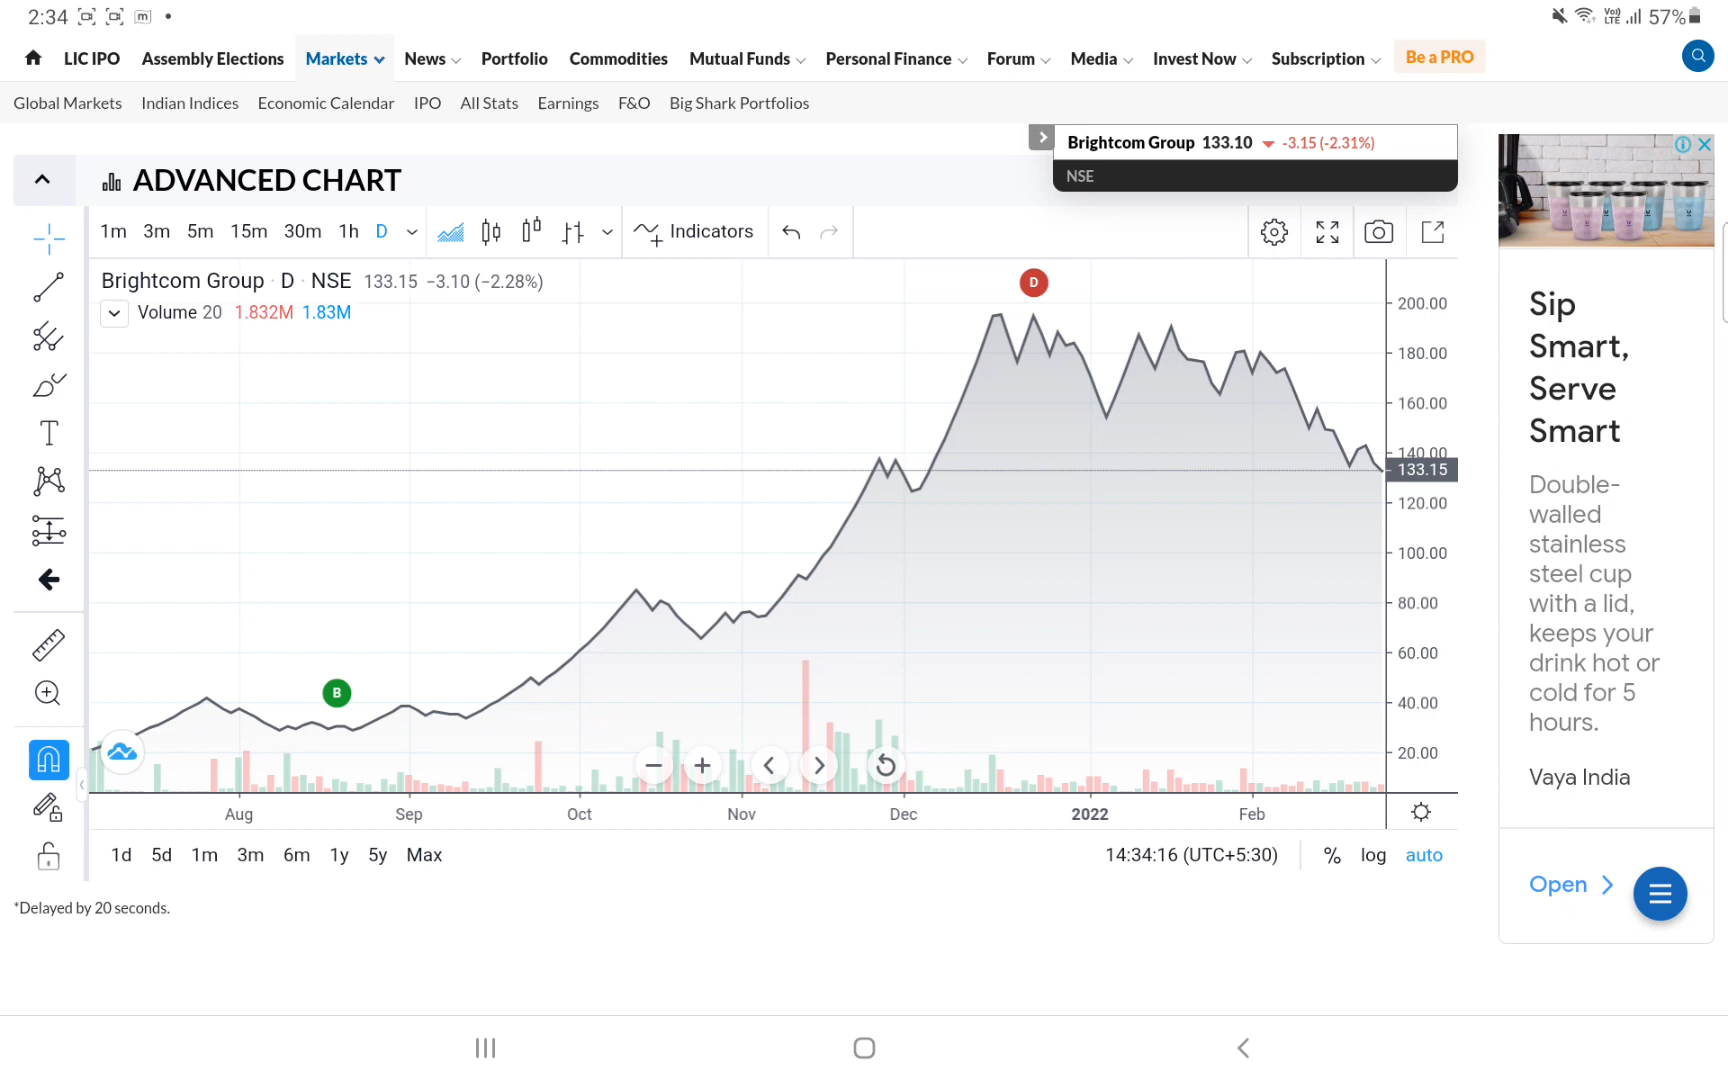 2:34 m • Vo) LTE 57%
LIC IPO Assembly Elections Markets News Portfolio Commodities Mutual Funds Personal Finance Forum Media Invest Now Subscription Be a PRO
Global Markets Indian Indices Economic Calendar IPO All Stats Earnings F&O Big Shark Portfolios
Brightcom Group 133.10 -3.15 (-2.31%)
NSE
ADVANCED CHART
1m 3m 5m 15m 30m 1h D Indicators
Brightcom Group · D · NSE 133.15 −3.10 (−2.28%)
Volume 20 1.832M 1.83M
D
B
200.00
180.00
160.00
140.00
133.15
120.00
100.00
80.00
60.00
40.00
20.00
Aug Sep Oct Nov Dec 2022 Feb
1d 5d 1m 3m 6m 1y 5y Max 14:34:16 (UTC+5:30) % log auto
*Delayed by 20 seconds.
Sip
Smart,
Serve
Smart
Double-
walled
stainless
steel cup
with a lid,
keeps your
drink hot or
cold for 5
hours.
Vaya India
Open